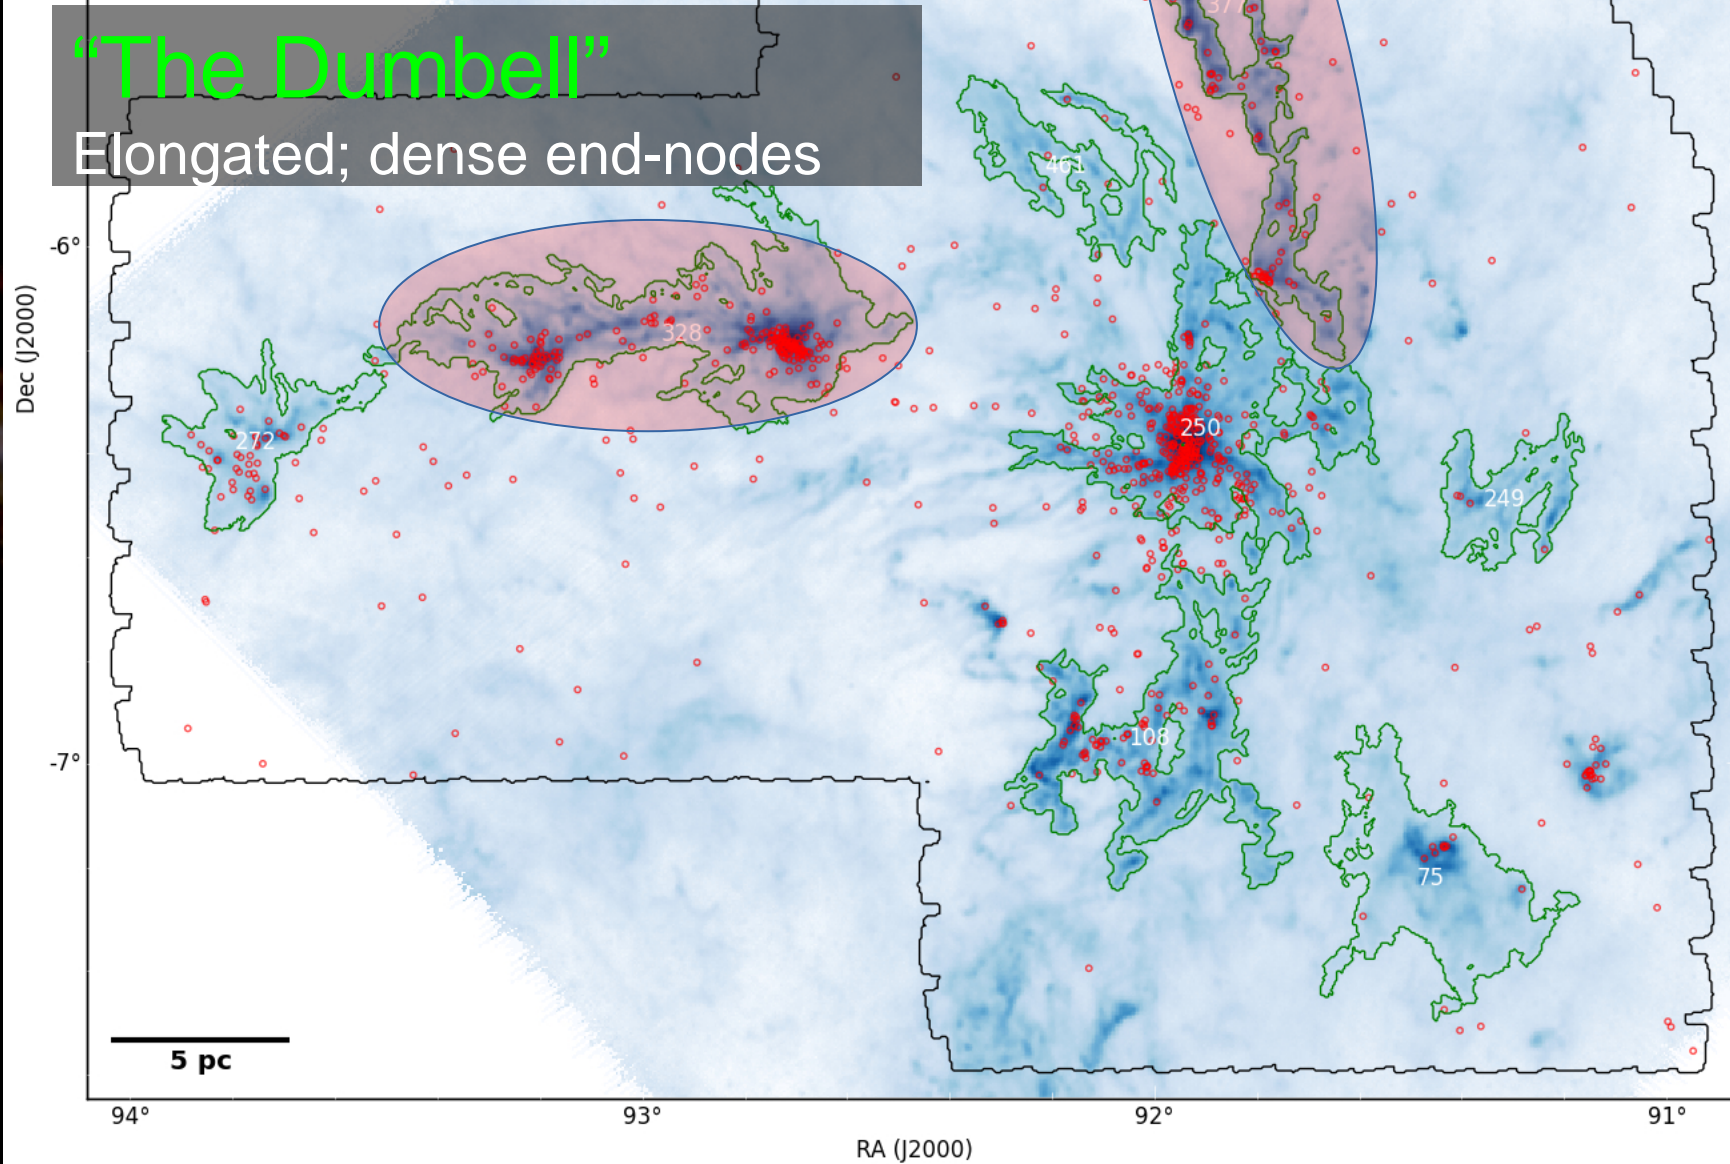 “The Dumbell”
Elongated; dense end-nodes
377
461
-6°
328
272
250
249
Dec (J2000)
108
-7°
75
5 pc
94°
93°
92°
91°
RA (J2000)